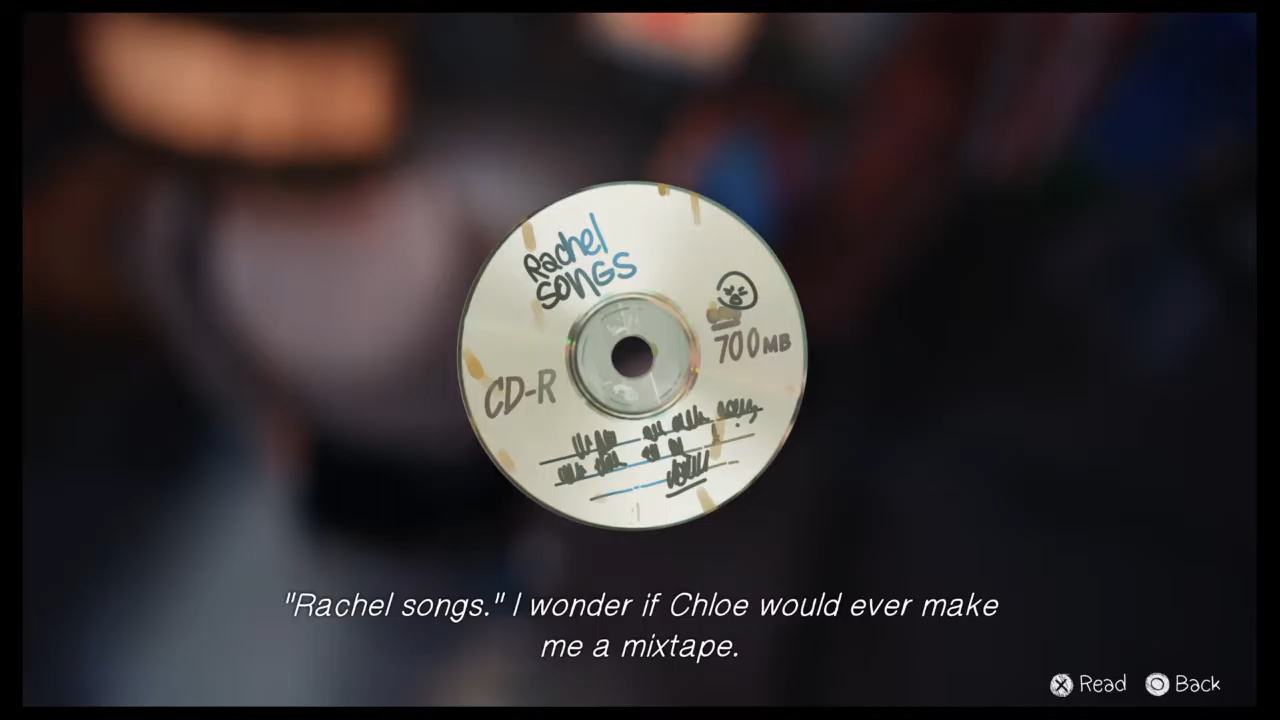 Rachel
SONGS
700MB
CD-R
"Rachel songs." I wonder if Chloe would ever make
me a mixtape.
Read Back